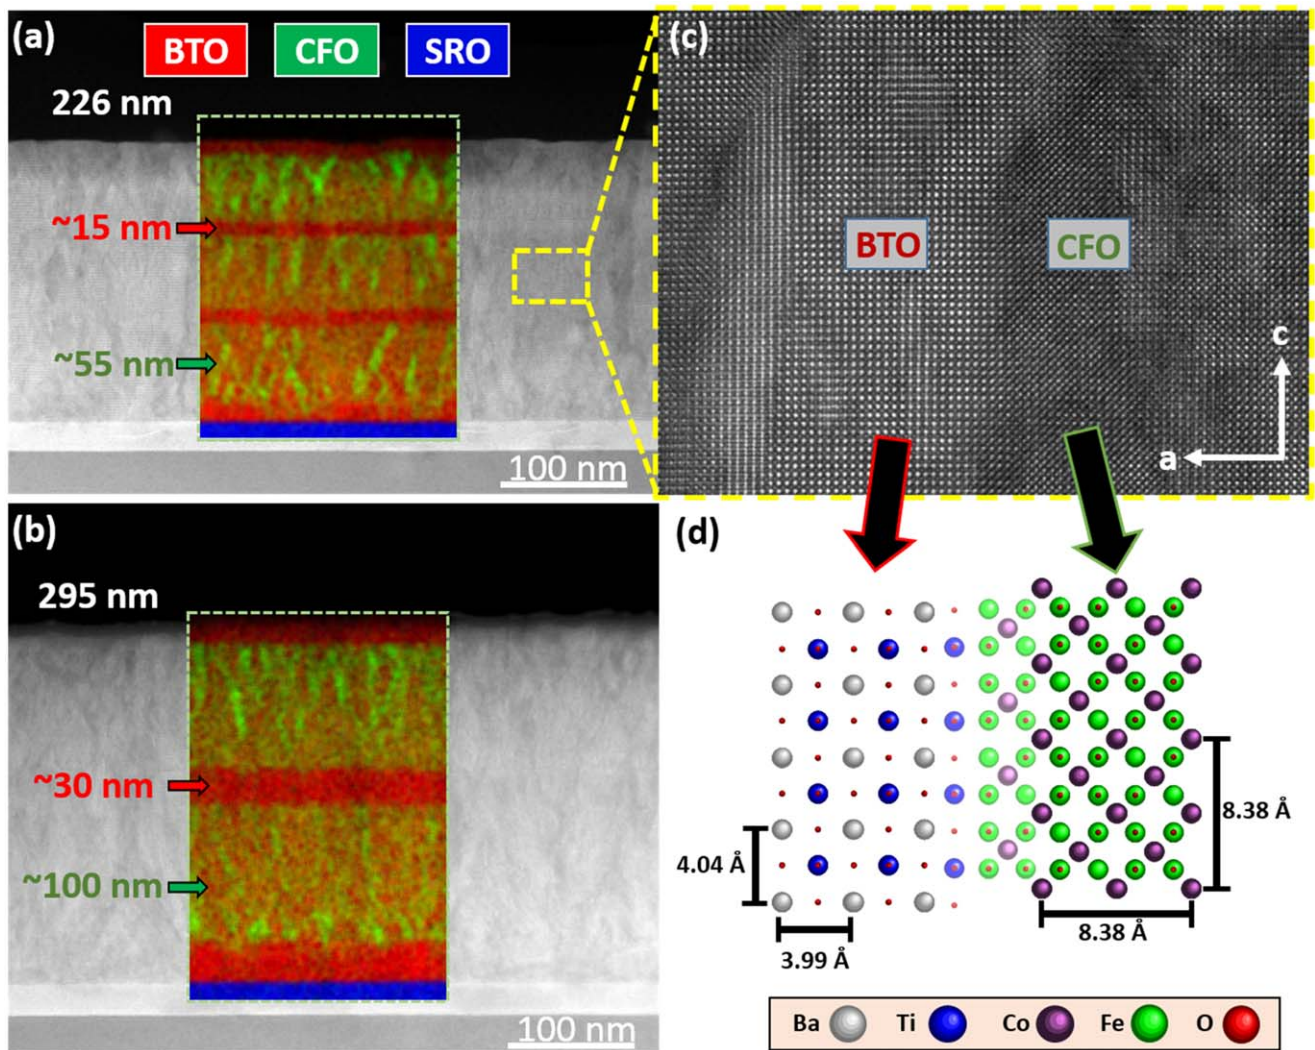 (a)
BTO CFO SRO
226 nm
~15 nm
~55 nm
100 nm
(b)
295 nm
~30 nm
~100 nm
100 nm
(c)
BTO
CFO
c
a
(d)
4.04 Å
3.99 Å
8.38 Å
8.38 Å
Ba Ti Co Fe O